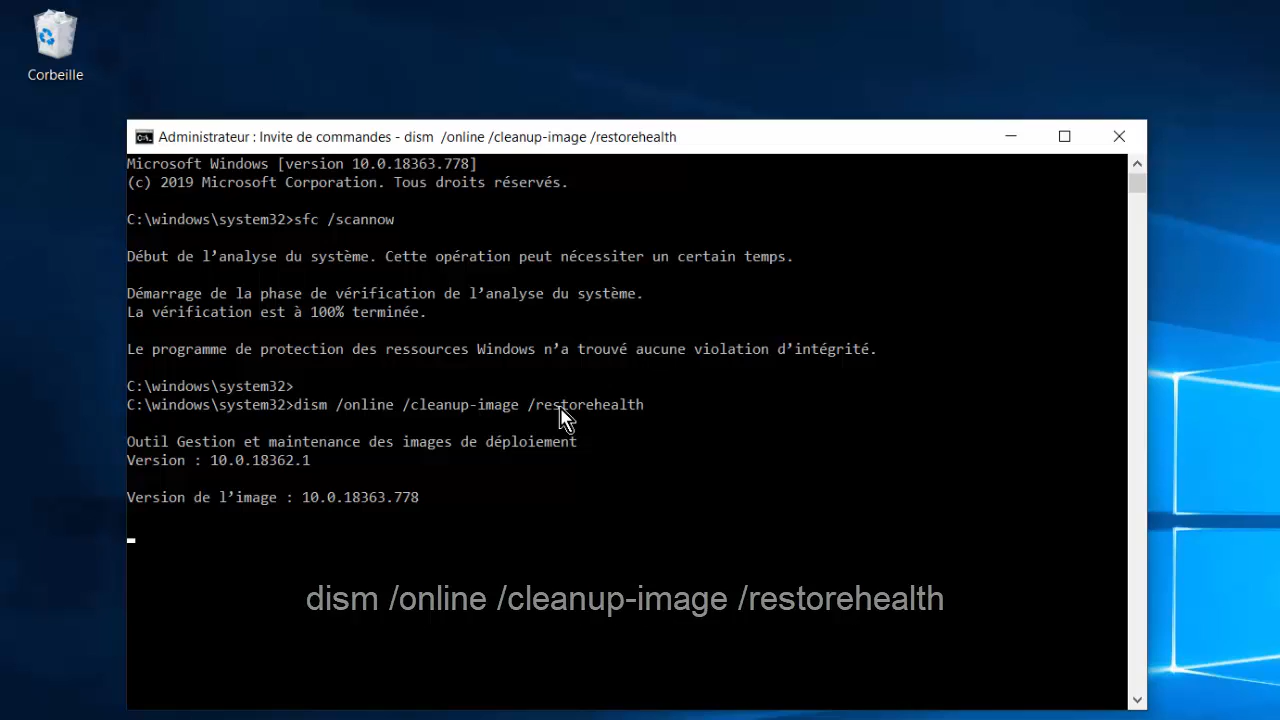 Corbeille
Administrateur : Invite de commandes - dism  /online /cleanup-image /restorehealth
Microsoft Windows [version 10.0.18363.778]
(c) 2019 Microsoft Corporation. Tous droits réservés.
C:\windows\system32>sfc /scannow
Début de l’analyse du système. Cette opération peut nécessiter un certain temps.
Démarrage de la phase de vérification de l’analyse du système.
La vérification est à 100% terminée.
Le programme de protection des ressources Windows n’a trouvé aucune violation d’intégrité.
C:\windows\system32>
C:\windows\system32>dism /online /cleanup-image /restorehealth
Outil Gestion et maintenance des images de déploiement
Version : 10.0.18362.1
Version de l’image : 10.0.18363.778
dism /online /cleanup-image /restorehealth